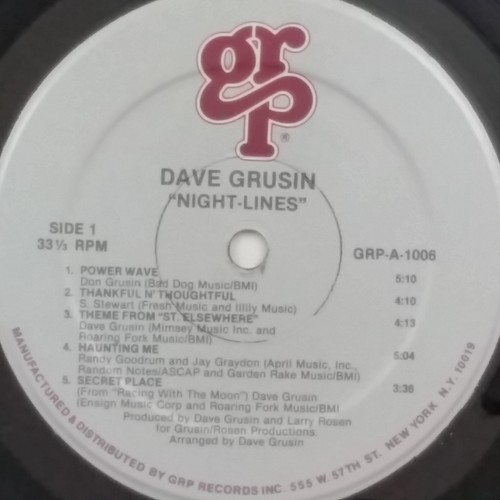 grp®
DAVE GRUSIN
"NIGHT-LINES"
SIDE 1
33⅓ RPM
GRP-A-1006
1. POWER WAVE
Don Grusin (Bad Dog Music/BMI) 5:10
2. THANKFUL N' THOUGHTFUL
S. Stewart (Fresh Music and Illily Music) 4:10
3. THEME FROM "ST. ELSEWHERE"
Dave Grusin (Mimsey Music Inc. and 4:13
Roaring Fork Music/BMI)
4. HAUNTING ME
Randy Goodrum and Jay Graydon (April Music, Inc., 5:04
Random Notes/ASCAP and Garden Rake Music/BMI)
5. SECRET PLACE
(From "Racing With The Moon") Dave Grusin 3:36
(Ensign Music Corp and Roaring Fork Music/BMI)
Produced by Dave Grusin and Larry Rosen
for Grusin/Rosen Productions.
Arranged by Dave Grusin
MANUFACTURED & DISTRIBUTED BY GRP RECORDS INC. 555 W. 57TH ST. NEW YORK, N.Y. 10019